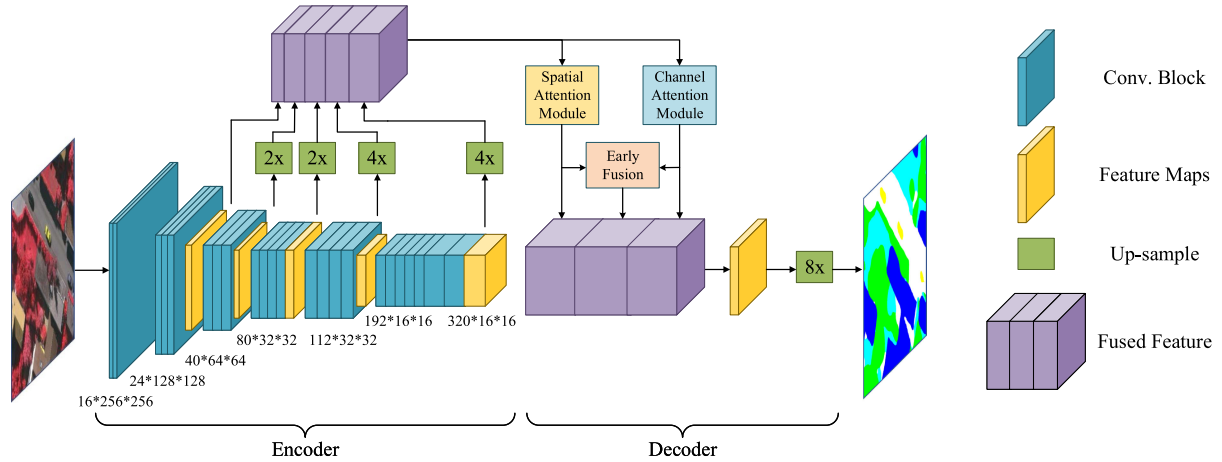 Spatial
Attention
Module
Channel
Attention
Module
Conv. Block
2x
2x
4x
4x
Early
Fusion
Feature Maps
Up-sample
8x
Fused Feature
192*16*16
320*16*16
80*32*32
112*32*32
40*64*64
24*128*128
16*256*256
Encoder
Decoder